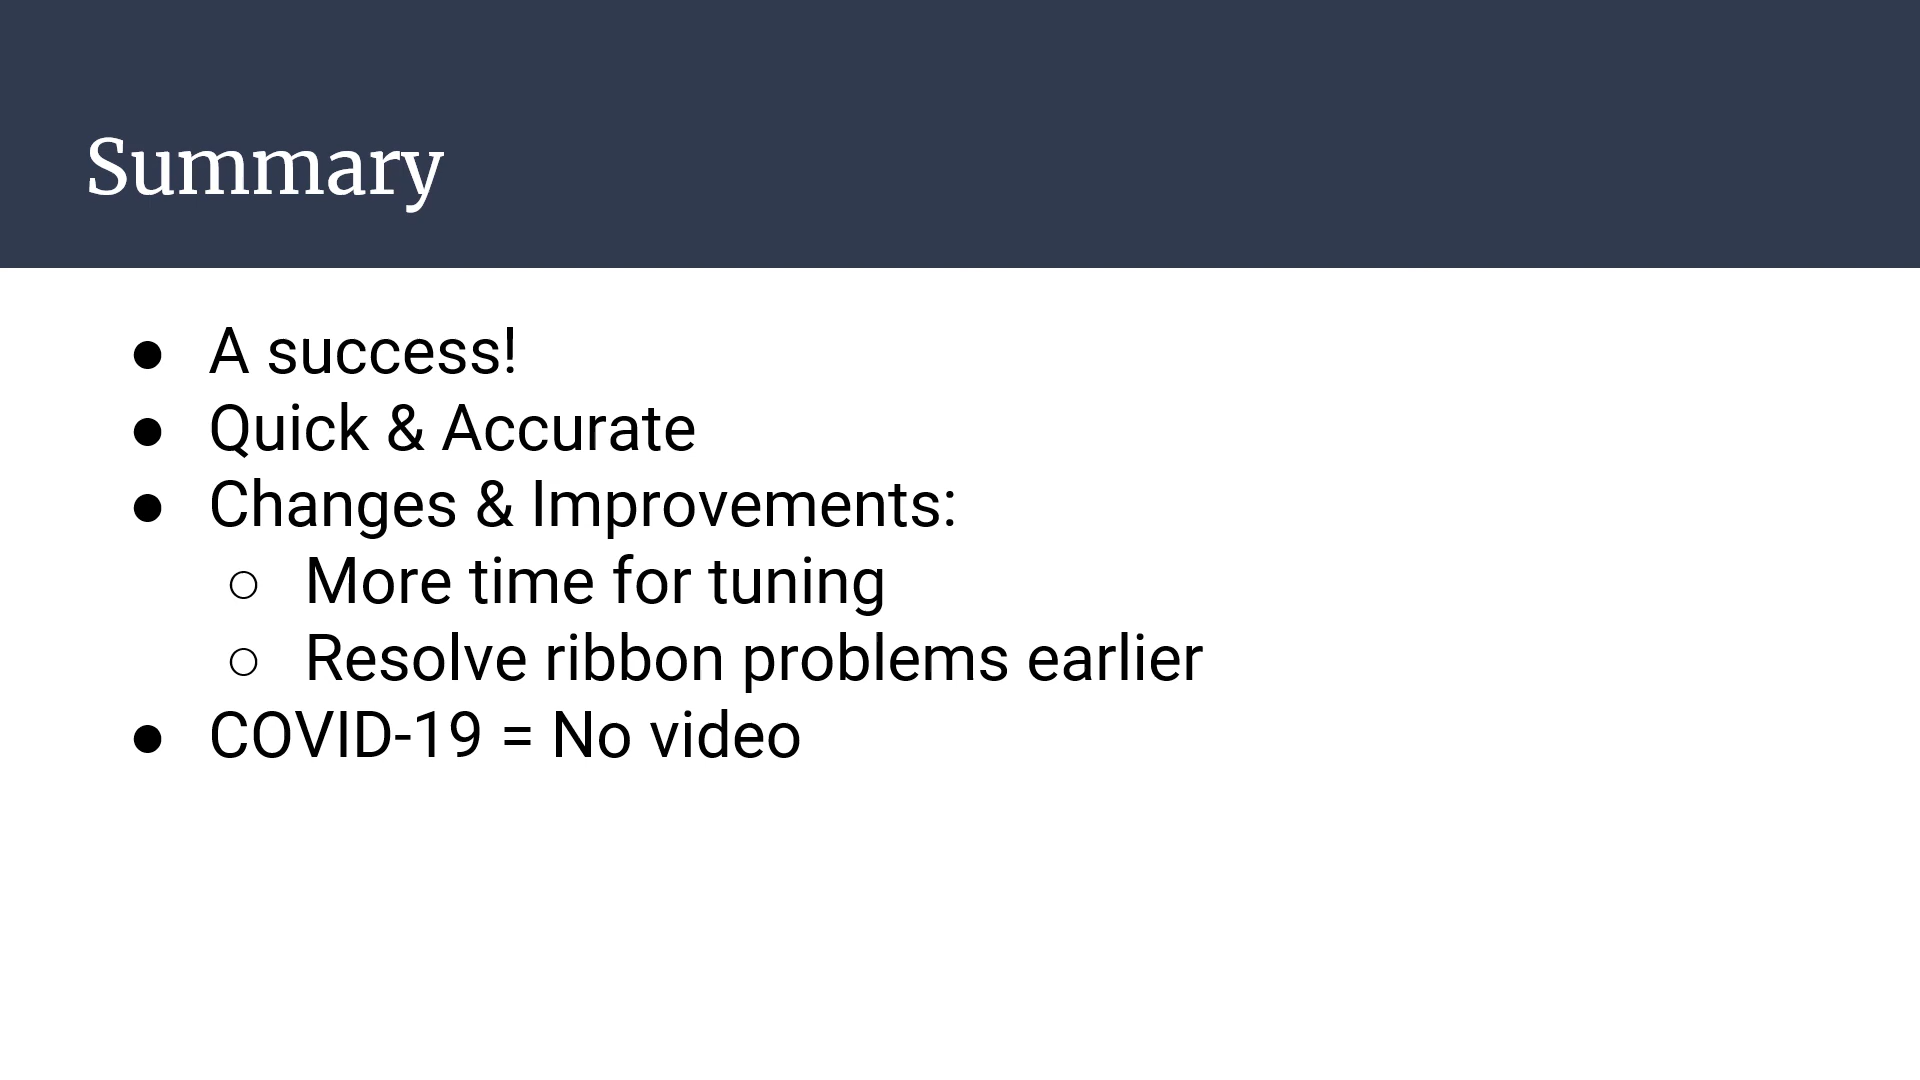 Summary
● A success!
● Quick & Accurate
● Changes & Improvements:
○ More time for tuning
○ Resolve ribbon problems earlier
● COVID-19 = No video